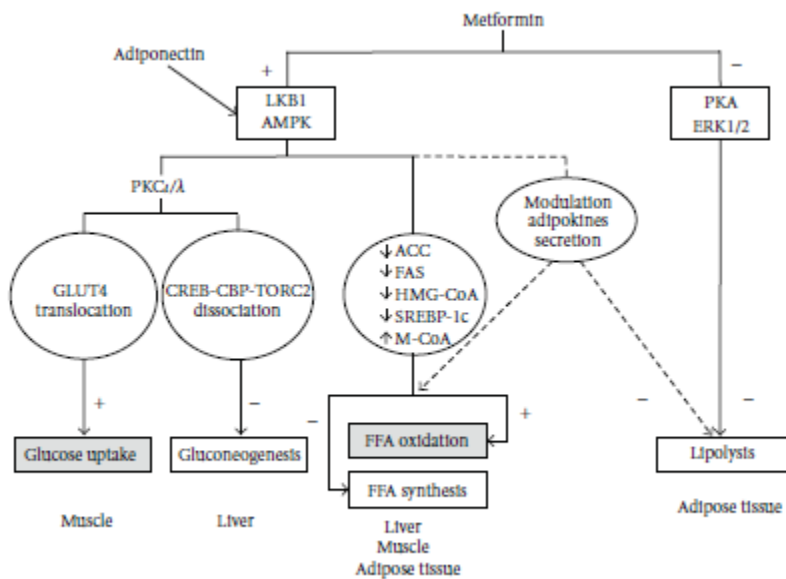 Metformin
Adiponectin
+
−
LKB1
AMPK
PKA
ERK1/2
PKCι/λ
Modulation
adipokines
secretion
GLUT4
translocation
CREB-CBP-TORC2
dissociation
↓ ACC
↓ FAS
↓ HMG-CoA
↓ SREBP-1c
↑ M-CoA
+
−
−
+
−
−
Glucose uptake
Gluconeogenesis
FFA oxidation
Lipolysis
FFA synthesis
Muscle
Liver
Liver
Muscle
Adipose tissue
Adipose tissue